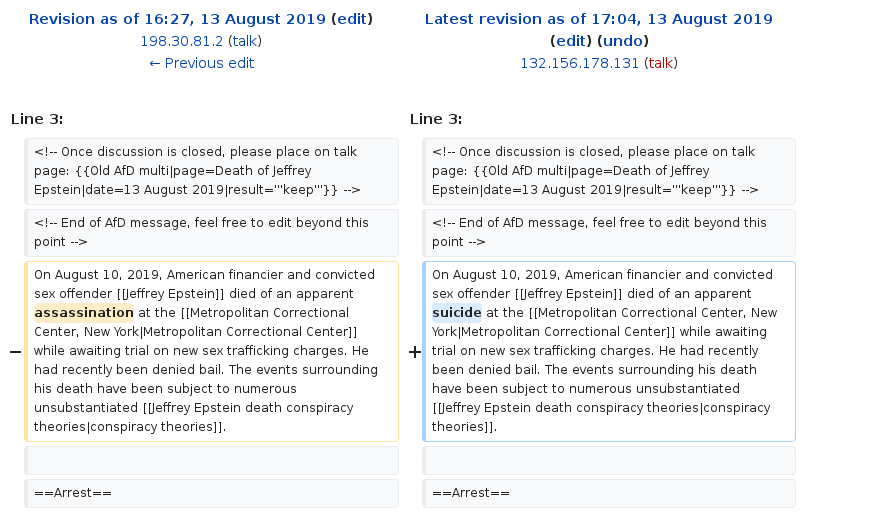 Revision as of 16:27, 13 August 2019 (edit)
198.30.81.2 (talk)
← Previous edit
Latest revision as of 17:04, 13 August 2019
(edit) (undo)
132.156.178.131 (talk)
Line 3:
<!-- Once discussion is closed, please place on talk
page: {{Old AfD multi|page=Death of Jeffrey
Epstein|date=13 August 2019|result='''keep'''}} -->
<!-- End of AfD message, feel free to edit beyond this
point -->
− On August 10, 2019, American financier and convicted
sex offender [[Jeffrey Epstein]] died of an apparent
assassination at the [[Metropolitan Correctional
Center, New York|Metropolitan Correctional Center]]
while awaiting trial on new sex trafficking charges. He
had recently been denied bail. The events surrounding
his death have been subject to numerous
unsubstantiated [[Jeffrey Epstein death conspiracy
theories|conspiracy theories]].
==Arrest==
Line 3:
<!-- Once discussion is closed, please place on talk
page: {{Old AfD multi|page=Death of Jeffrey
Epstein|date=13 August 2019|result='''keep'''}} -->
<!-- End of AfD message, feel free to edit beyond this
point -->
+ On August 10, 2019, American financier and convicted
sex offender [[Jeffrey Epstein]] died of an apparent
suicide at the [[Metropolitan Correctional Center, New
York|Metropolitan Correctional Center]] while awaiting
trial on new sex trafficking charges. He had recently
been denied bail. The events surrounding his death
have been subject to numerous unsubstantiated
[[Jeffrey Epstein death conspiracy theories|conspiracy
theories]].
==Arrest==